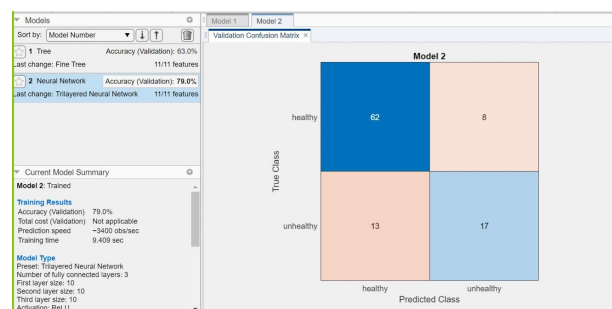 Models
Sort by: Model Number
1 Tree Accuracy (Validation): 63.0%
Last change: Fine Tree 11/11 features
2 Neural Network Accuracy (Validation): 79.0%
Last change: Trilayered Neural Network 11/11 features
Current Model Summary
Model 2: Trained
Training Results
Accuracy (Validation) 79.0%
Total cost (Validation) Not applicable
Prediction speed ~3400 obs/sec
Training time 9.409 sec
Model Type
Preset: Trilayered Neural Network
Number of fully connected layers: 3
First layer size: 10
Second layer size: 10
Third layer size: 10
Activation: ReLU
Model 1 Model 2
Validation Confusion Matrix
Model 2
True Class
healthy 62 8
unhealthy 13 17
healthy unhealthy
Predicted Class